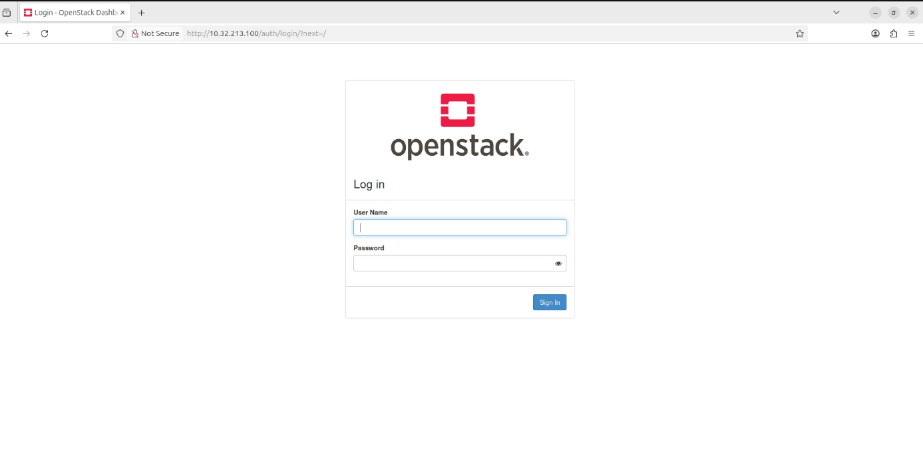 Login - OpenStack Dashb
Not Secure http://10.32.213.100/auth/login/?next=/
openstack.
Log in
User Name
Password
Sign In